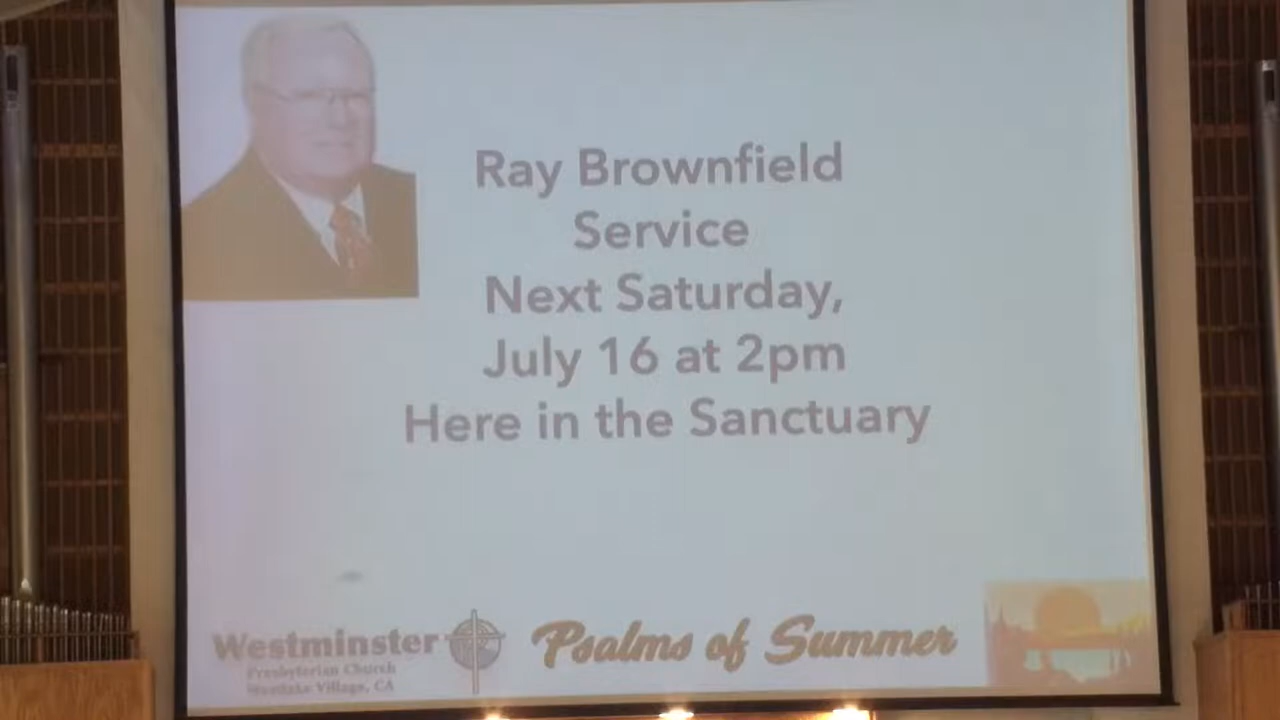 Ray Brownfield
Service
Next Saturday,
July 16 at 2pm
Here in the Sanctuary
Westminster
Presbyterian Church
Westlake Village, CA
Psalms of Summer